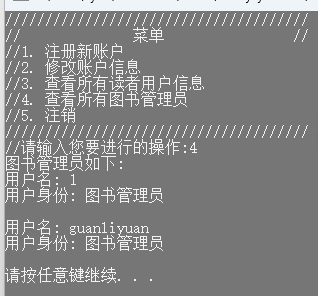 //////////////////////////////////
//             菜单             //
//1. 注册新账户
//2. 修改账户信息
//3. 查看所有读者用户信息
//4. 查看所有图书管理员
//5. 注销
//////////////////////////////////
//请输入您要进行的操作:4
图书管理员如下:
用户名: 1
用户身份: 图书管理员
用户名: guanliyuan
用户身份: 图书管理员
请按任意键继续. . .